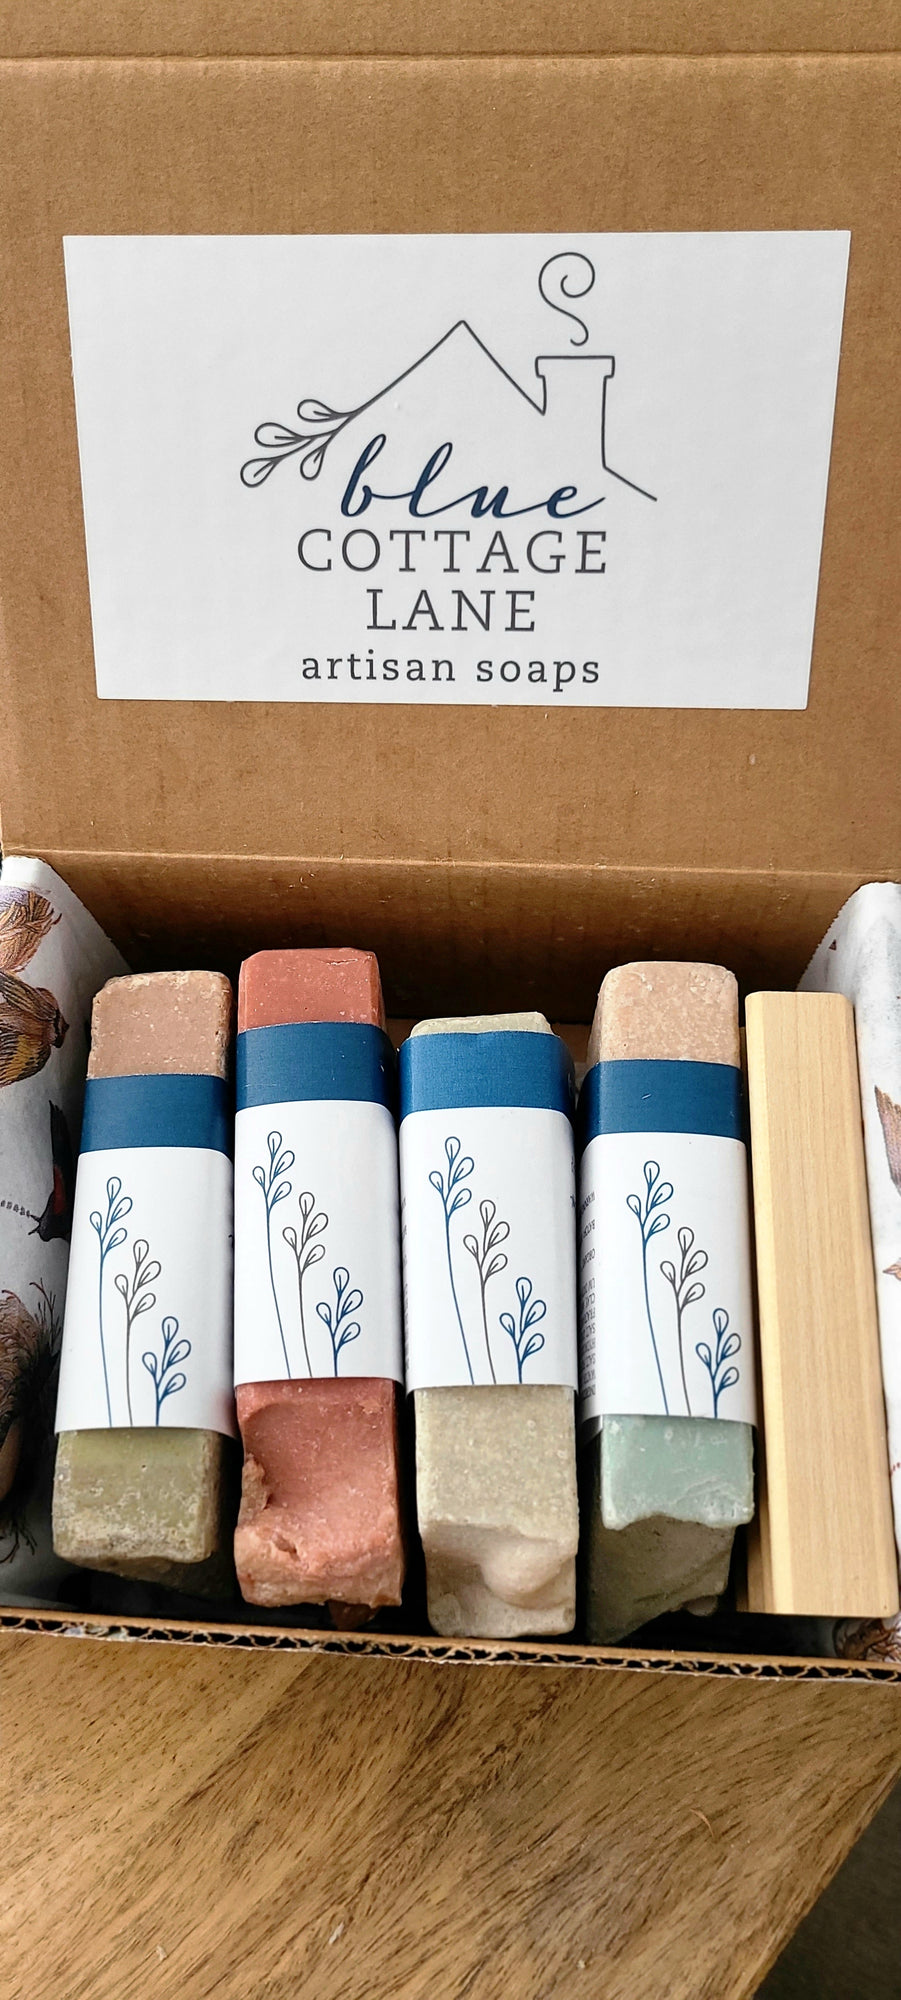 blue
COTTAGE
LANE
artisan soaps